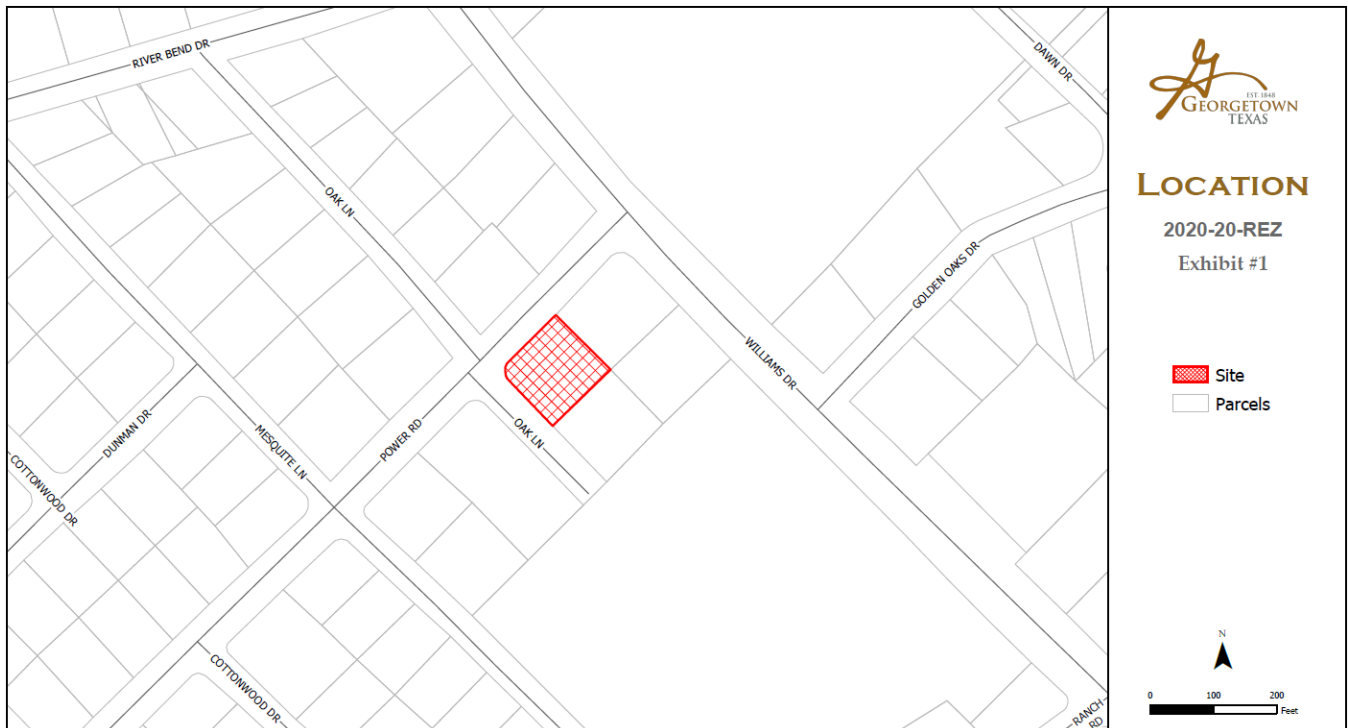 RIVER BEND DR
DAWN DR
OAK LN
GOLDEN OAKS DR
WILLIAMS DR
DUNMAN DR
MESQUITE LN
POWER RD
OAK LN
COTTONWOOD DR
COTTONWOOD DR
RANCH
RD
EST. 1848
GEORGETOWN
TEXAS
LOCATION
2020-20-REZ
Exhibit #1
Site
Parcels
N
0 100 200
Feet